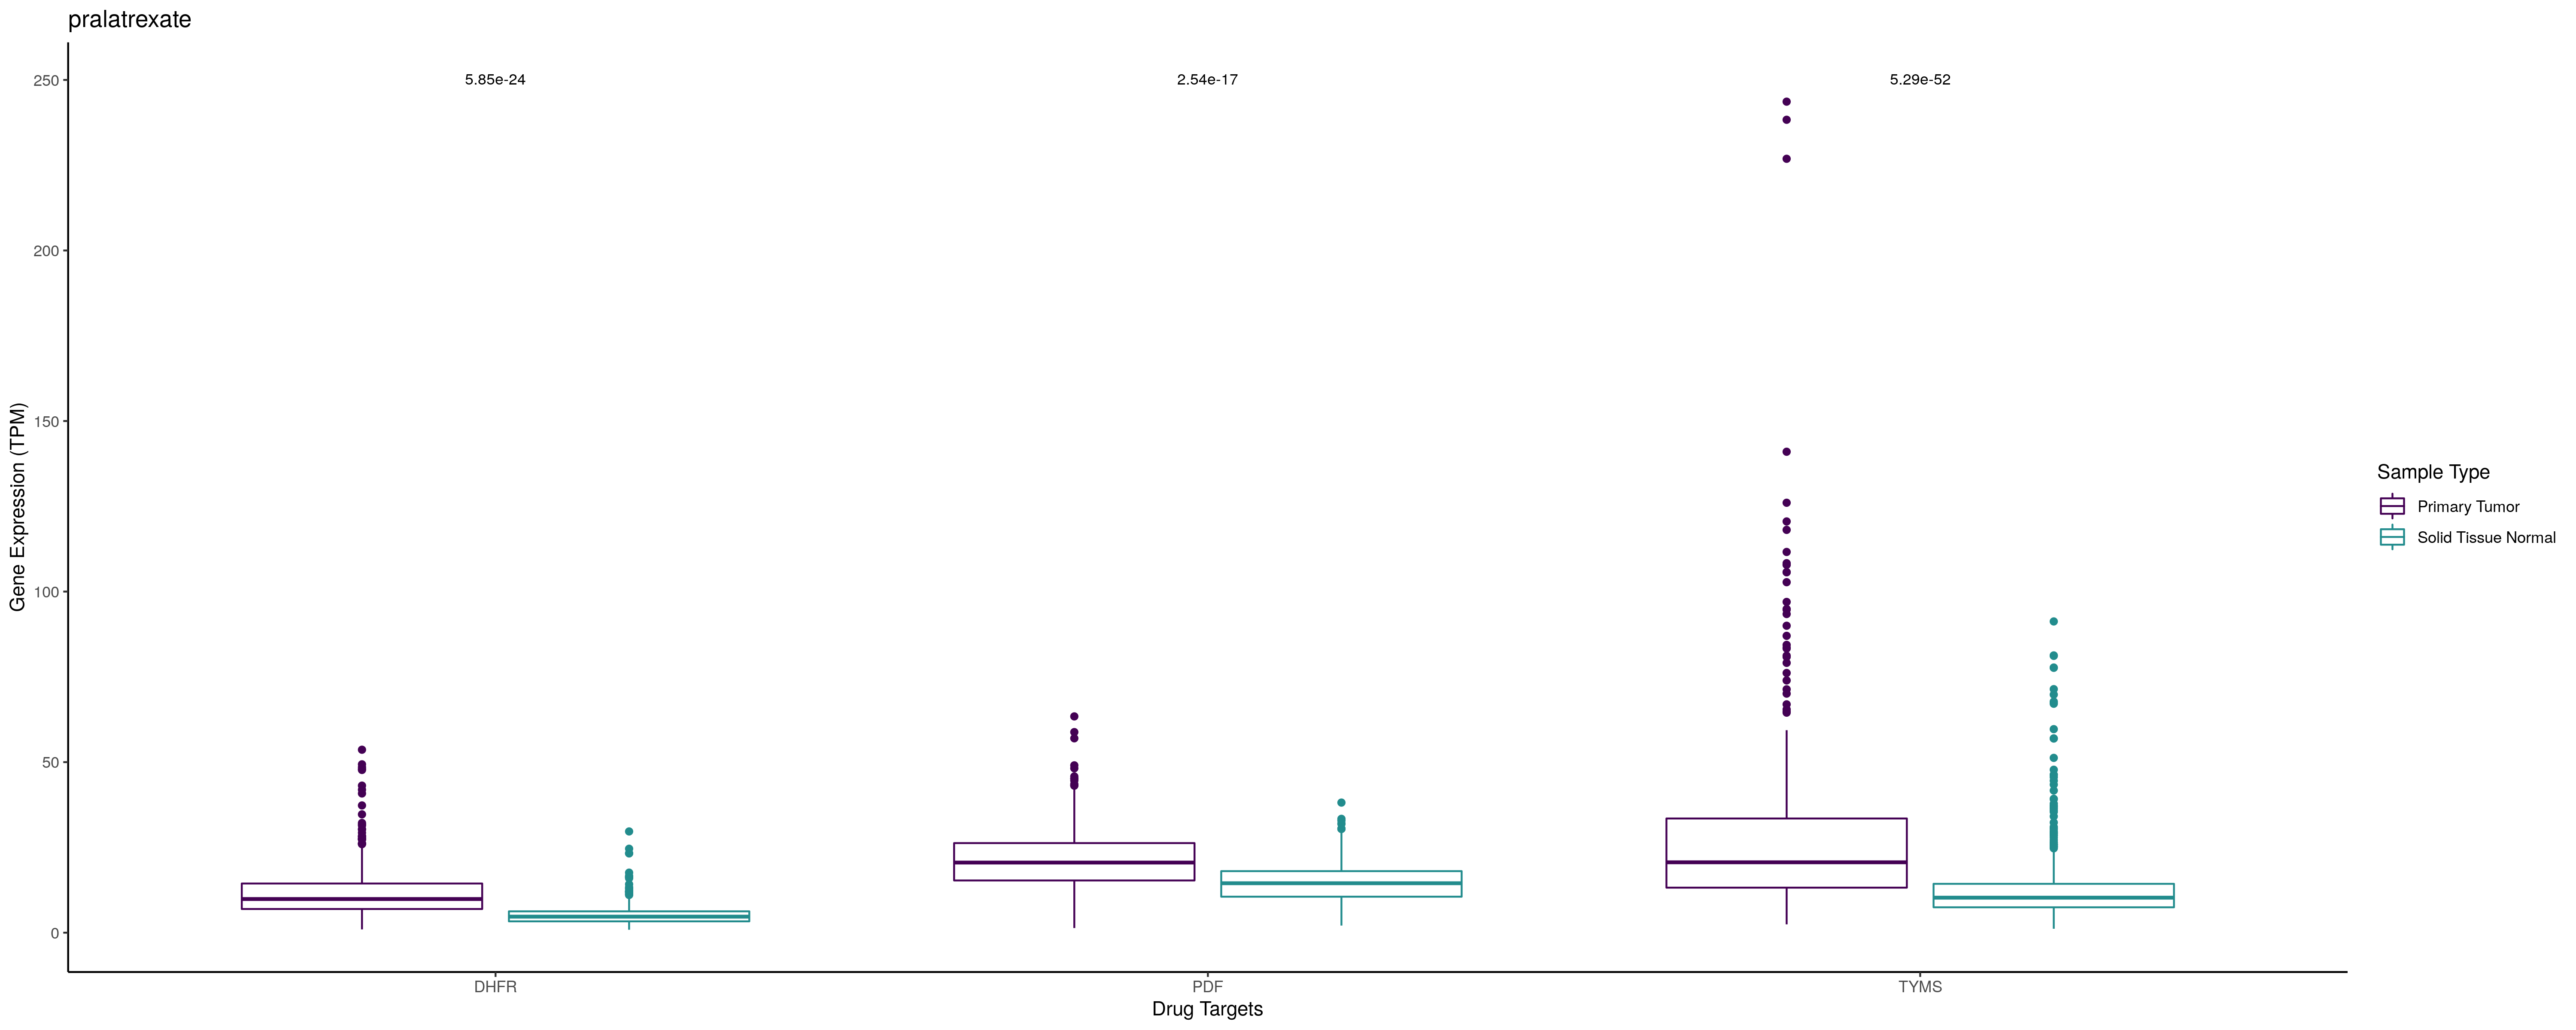 pralatrexate
250
200
150
100
50
0
Gene Expression (TPM)
5.85e-24
2.54e-17
5.29e-52
DHFR
PDF
TYMS
Drug Targets
Sample Type
Primary Tumor
Solid Tissue Normal